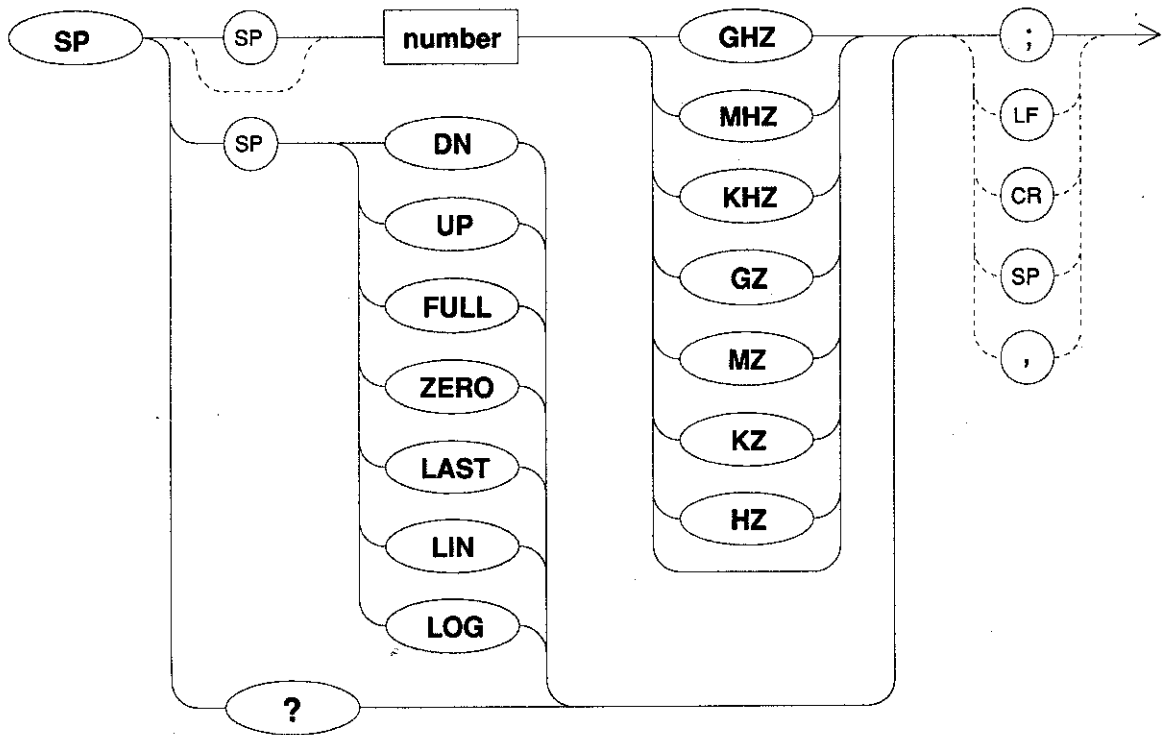 SP SP number GHZ ;
MHZ LF
SP DN
KHZ CR
UP
GZ SP
FULL
MZ ,
ZERO
KZ
LAST
HZ
LIN
LOG
?